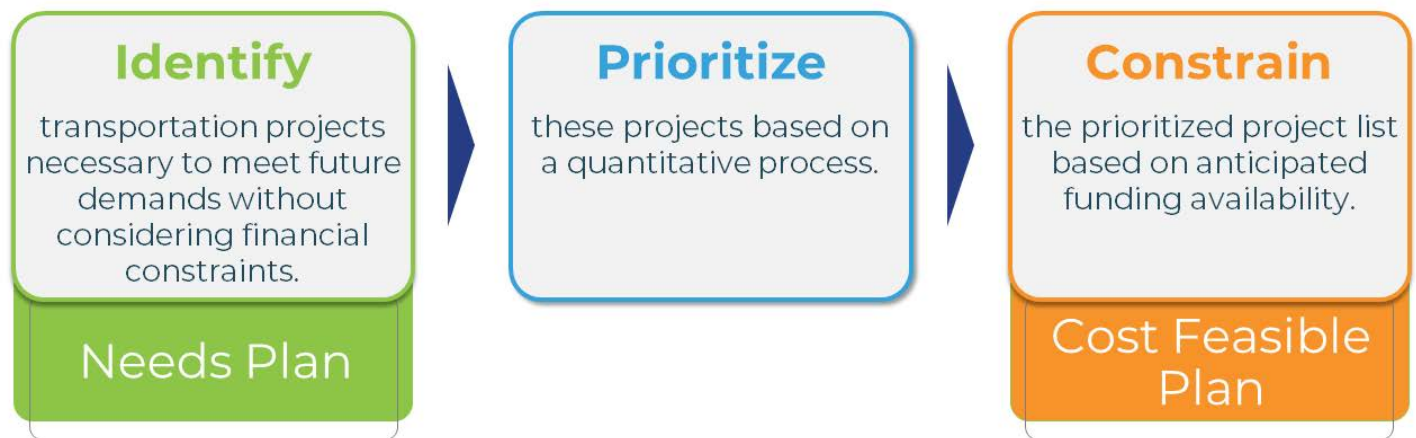 Identify
transportation projects
necessary to meet future
demands without
considering financial
constraints.
Needs Plan
Prioritize
these projects based on
a quantitative process.
Constrain
the prioritized project list
based on anticipated
funding availability.
Cost Feasible
Plan